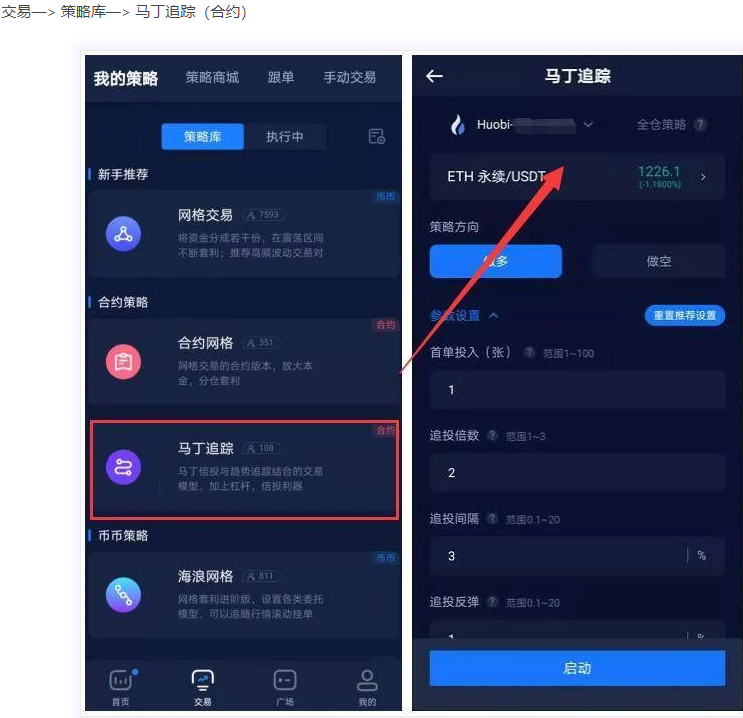 交易—> 策略库—> 马丁追踪（合约）
我的策略 策略商城 跟单 手动交易
策略库 执行中
新手推荐
币币
网格交易 7593
将资金分成若干份，在震荡区间
不断套利；推荐高频波动交易对
合约策略
合约
合约网格 351
网格交易的合约版本，放大本
金，分仓套利
合约
马丁追踪 108
马丁倍投与趋势追踪结合的交易
模型，加上杠杆，倍投利器
币币策略
币币
海浪网格 811
网格套利进阶版，设置各类委托
模型，可以追随行情滚动挂单
首页 交易 广场 我的
马丁追踪
Huobi- 全仓策略 ?
ETH 永续/USDT 1226.1
(-1.1800%)
策略方向
做多 做空
参数设置 重置推荐设置
首单投入（张） ? 范围1~100
1
追投倍数 ? 范围1~3
2
追投间隔 ? 范围0.1~20
3 %
追投反弹 ? 范围0.1~20
1 %
启动